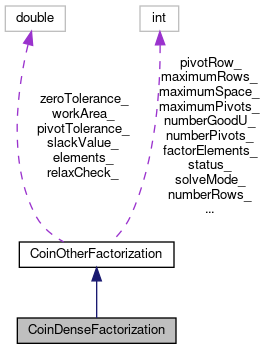 double
int
zeroTolerance_
workArea_
pivotTolerance_
slackValue_
elements_
relaxCheck_
pivotRow_
maximumRows_
maximumSpace_
maximumPivots_
numberGoodU_
numberPivots_
factorElements_
status_
solveMode_
numberRows_
...
CoinOtherFactorization
CoinDenseFactorization